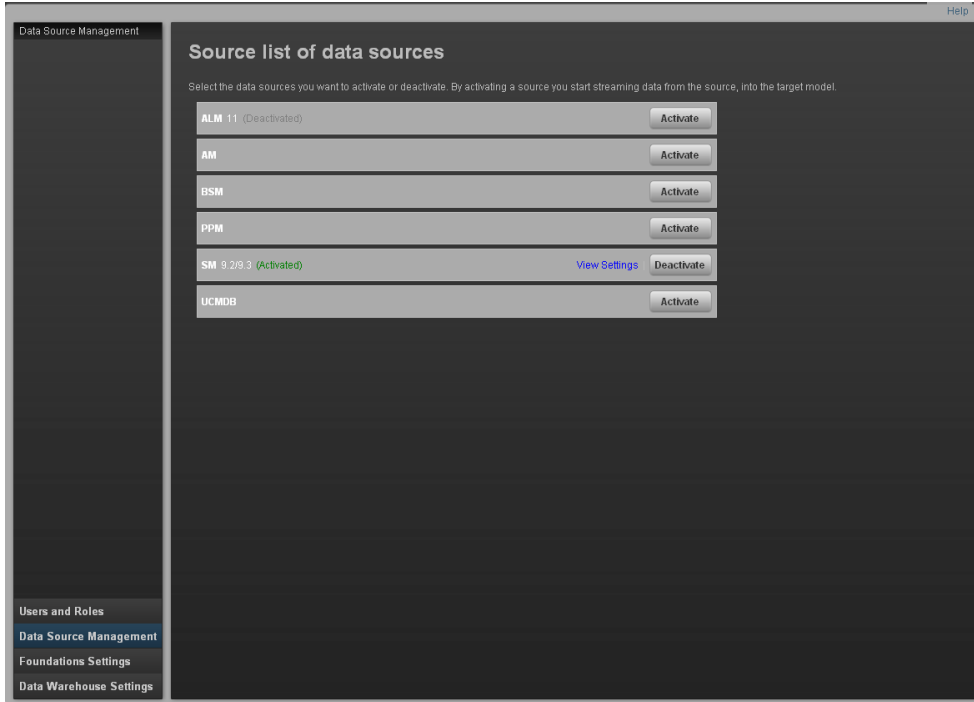 Help
Data Source Management
Source list of data sources
Select the data sources you want to activate or deactivate. By activating a source you start streaming data from the source, into the target model.
ALM 11 (Deactivated) Activate
AM Activate
BSM Activate
PPM Activate
SM 9.2/9.3 (Activated) View Settings Deactivate
UCMDB Activate
Users and Roles
Data Source Management
Foundations Settings
Data Warehouse Settings